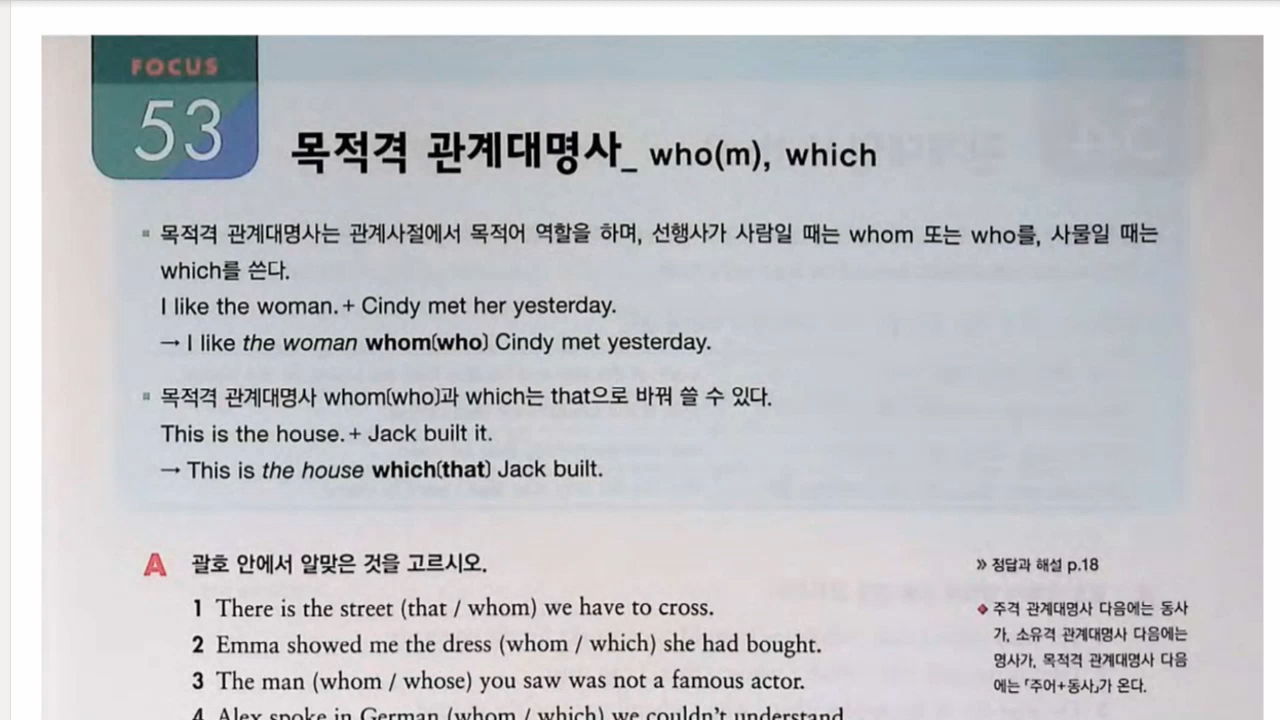 FOCUS
53
목적격 관계대명사_ who(m), which
목적격 관계대명사는 관계사절에서 목적어 역할을 하며, 선행사가 사람일 때는 whom 또는 who를, 사물일 때는
which를 쓴다.
I like the woman. + Cindy met her yesterday.
→ I like the woman whom(who) Cindy met yesterday.
목적격 관계대명사 whom(who)과 which는 that으로 바꿔 쓸 수 있다.
This is the house. + Jack built it.
→ This is the house which(that) Jack built.
A 괄호 안에서 알맞은 것을 고르시오.
1 There is the street (that / whom) we have to cross.
2 Emma showed me the dress (whom / which) she had bought.
3 The man (whom / whose) you saw was not a famous actor.
4 Alex spoke in German (whom / which) we couldn't understand
» 정답과 해설 p.18
◆ 주격 관계대명사 다음에는 동사
가, 소유격 관계대명사 다음에는
명사가, 목적격 관계대명사 다음
에는 「주어+동사」가 온다.